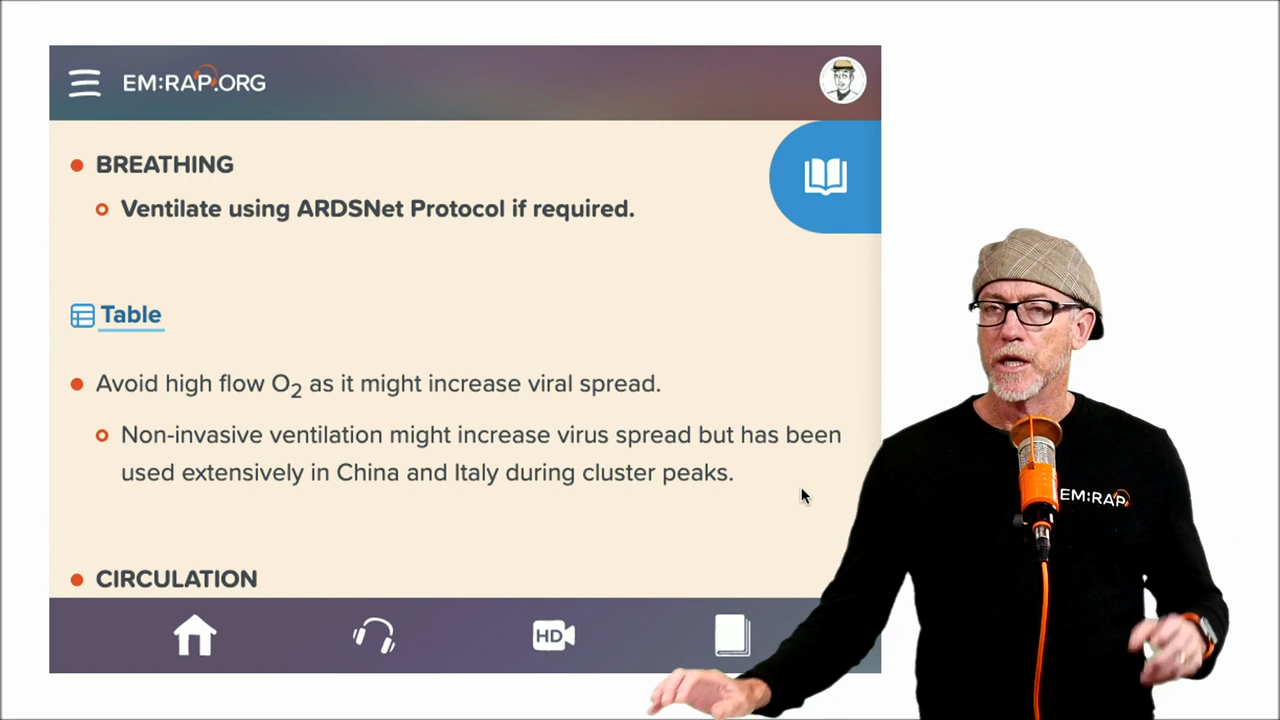 EM:RAP.ORG
BREATHING
Ventilate using ARDSNet Protocol if required.
Table
Avoid high flow O₂ as it might increase viral spread.
Non-invasive ventilation might increase virus spread but has been
used extensively in China and Italy during cluster peaks.
EM:RAP
CIRCULATION
HD